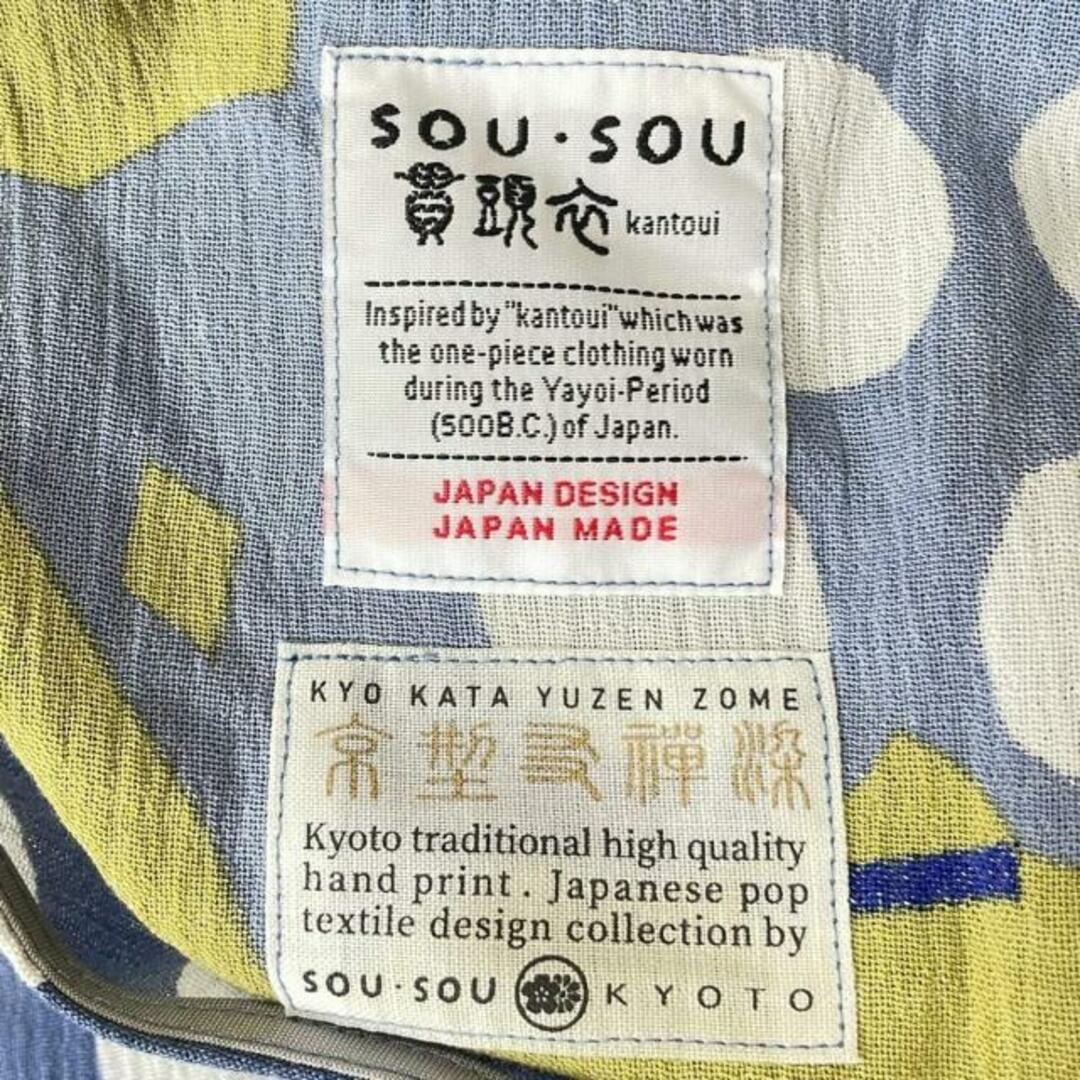 SOU・SOU
貫頭衣 kantoui
Inspired by "kantoui" which was
the one-piece clothing worn
during the Yayoi-Period
(500B.C.) of Japan.
JAPAN DESIGN
JAPAN MADE
KYO KATA YUZEN ZOME
京型友禅染
Kyoto traditional high quality
hand print. Japanese pop
textile design collection by
SOU・SOU KYOTO